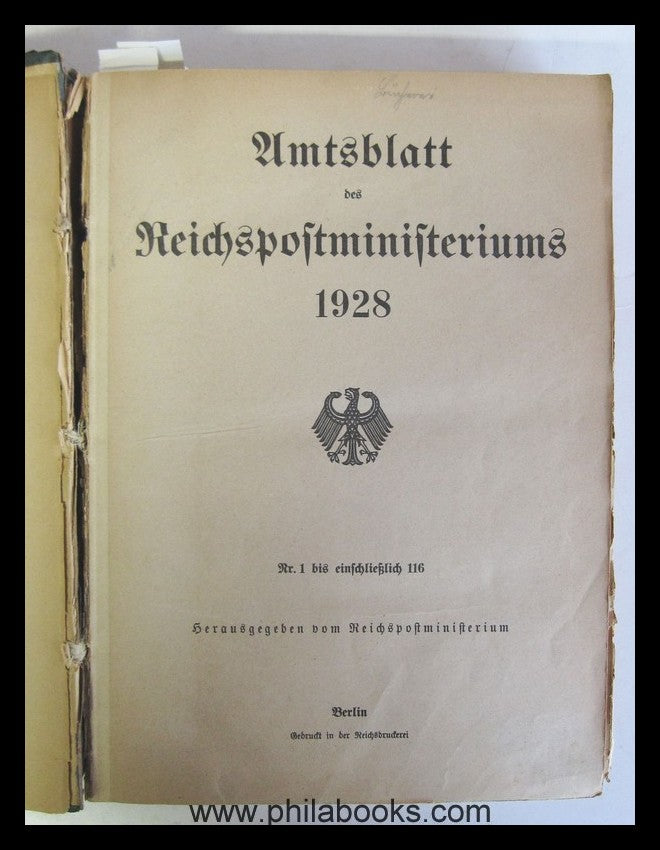 Amtsblatt
des
Reichspostministeriums
1928
Nr. 1 bis einschließlich 116
Herausgegeben vom Reichspostministerium
Berlin
Gedruckt in der Reichsdruckerei
www.philabooks.com